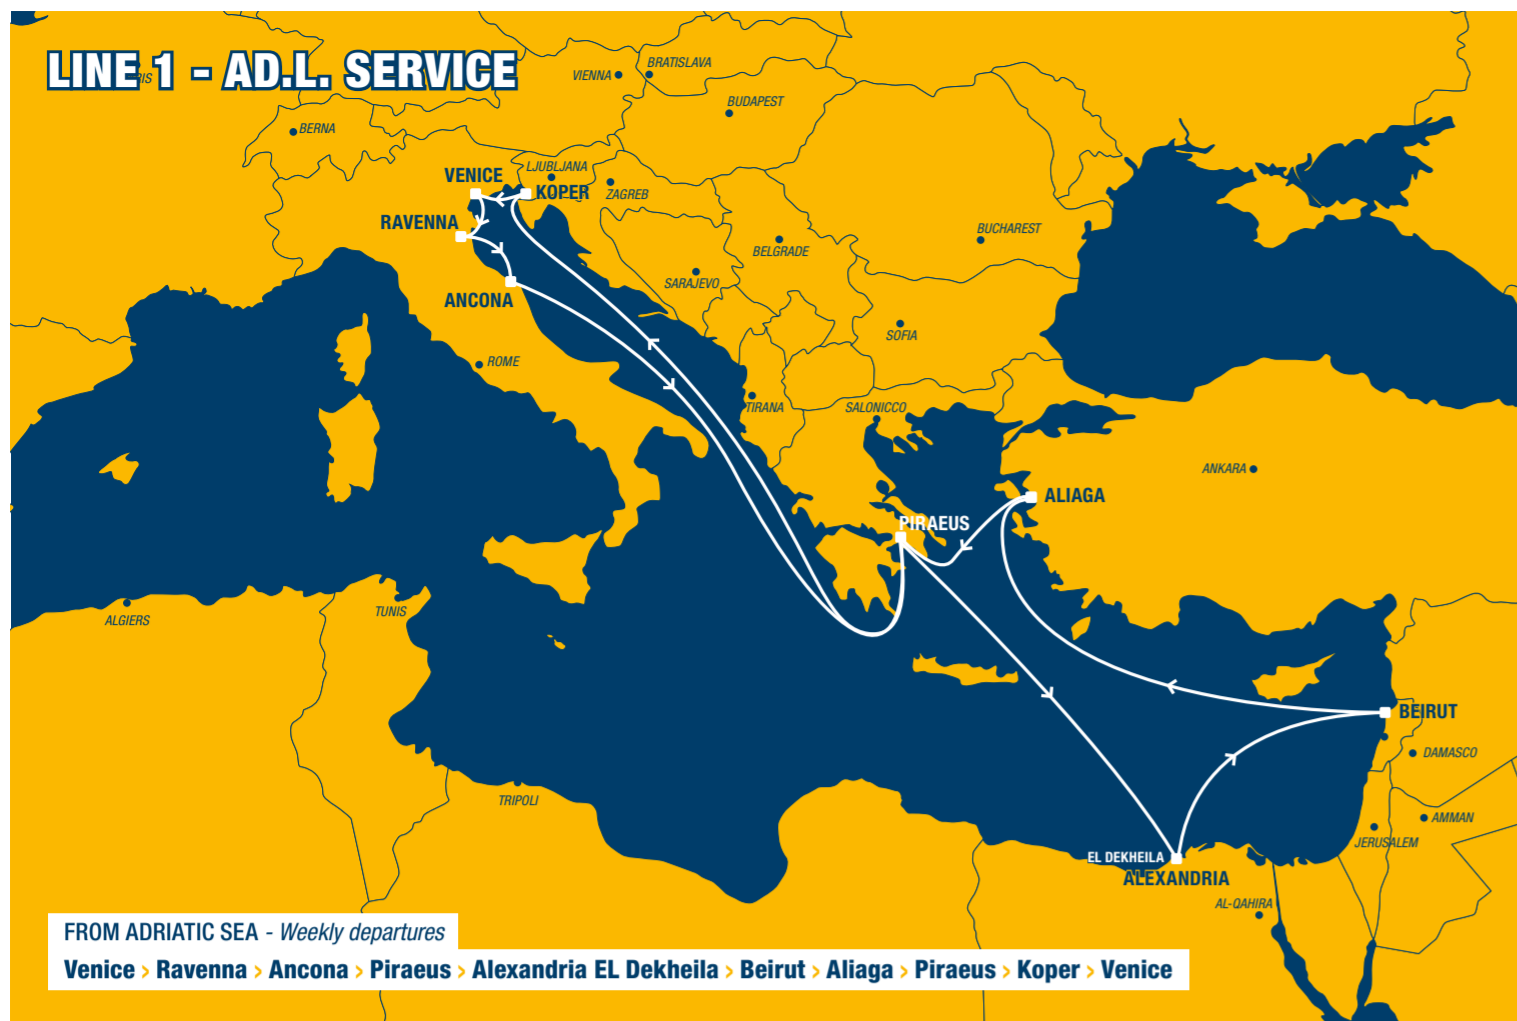 LINE 1 - AD.L. SERVICE
VIENNA
BRATISLAVA
BUDAPEST
BERNA
LJUBLJANA
VENICE
KOPER
ZAGREB
RAVENNA
BUCHAREST
BELGRADE
SARAJEVO
ANCONA
SOFIA
ROME
TIRANA
SALONICCO
ANKARA
ALIAGA
PIRAEUS
ALGIERS
TUNIS
BEIRUT
DAMASCO
TRIPOLI
AMMAN
JERUSALEM
EL DEKHEILA
ALEXANDRIA
AL-QAHIRA
FROM ADRIATIC SEA - Weekly departures
Venice › Ravenna › Ancona › Piraeus › Alexandria EL Dekheila › Beirut › Aliaga › Piraeus › Koper › Venice